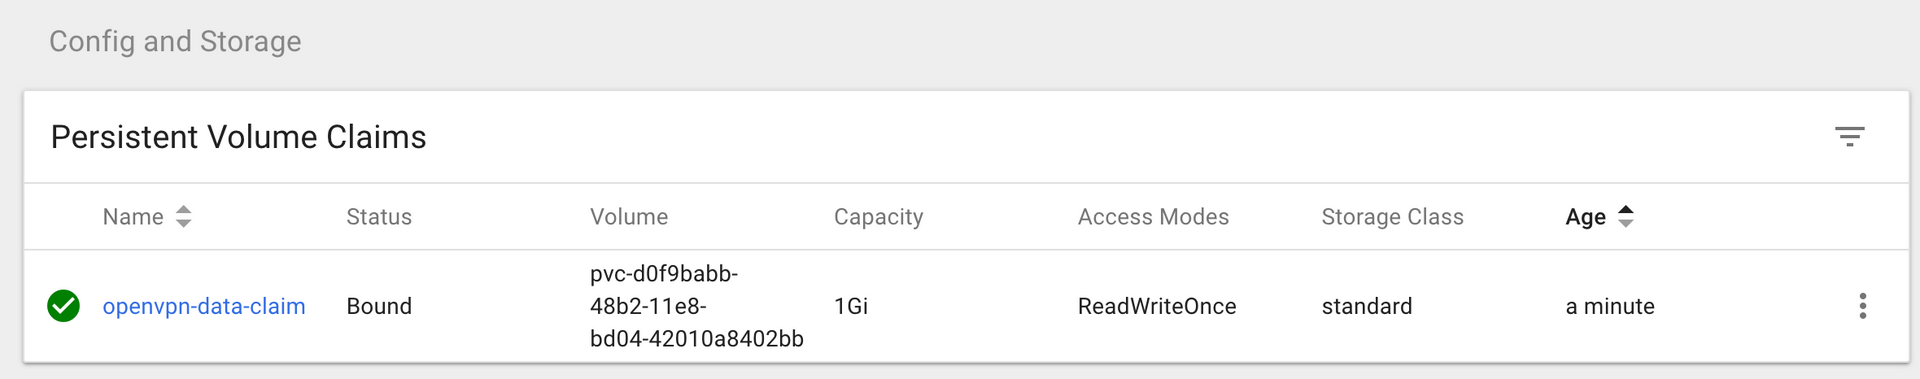 Config and Storage
Persistent Volume Claims
Name Status Volume Capacity Access Modes Storage Class Age
openvpn-data-claim Bound pvc-d0f9babb-
48b2-11e8-
bd04-42010a8402bb 1Gi ReadWriteOnce standard a minute